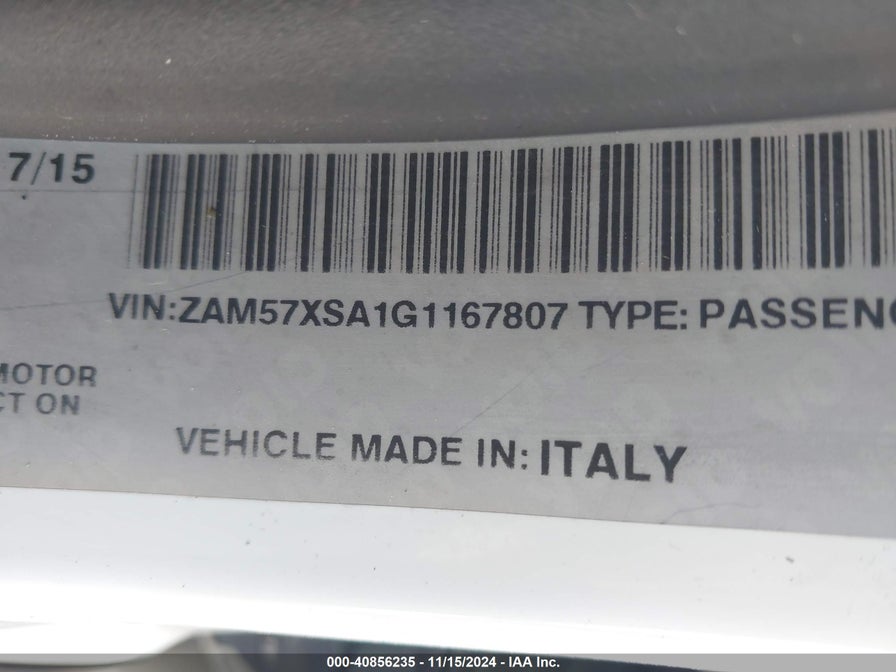 7/15
VIN:ZAM57XSA1G1167807 TYPE: PASSENG
MOTOR
CT ON
VEHICLE MADE IN: ITALY
000-40856235 - 11/15/2024 - IAA Inc.